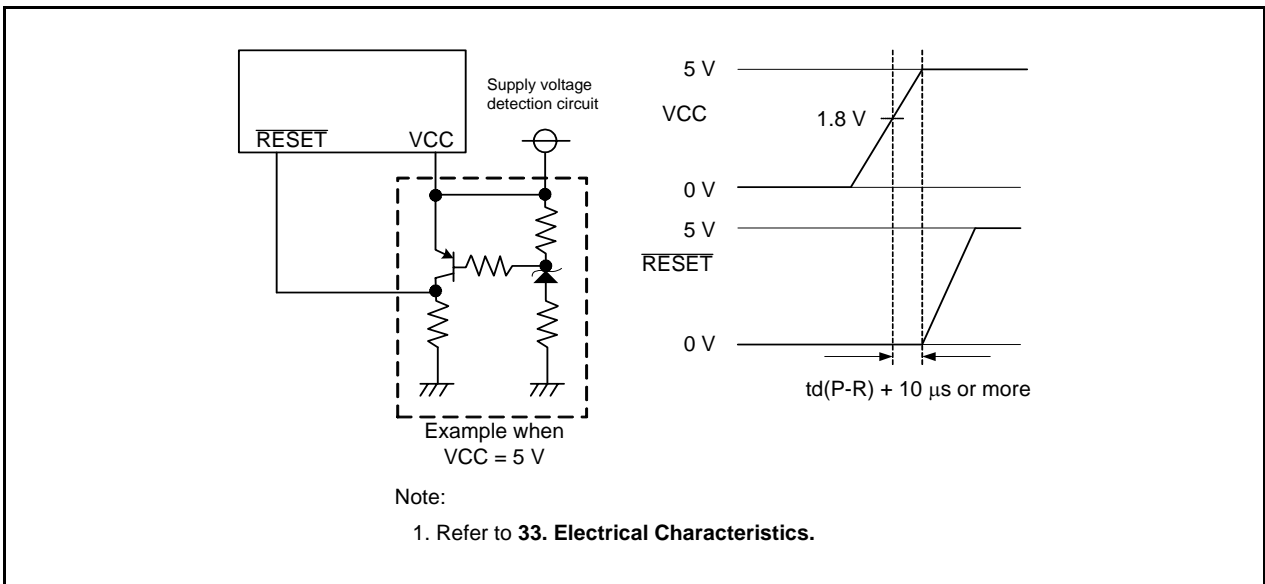 Supply voltage
detection circuit
RESET
VCC
Example when
VCC = 5 V
5 V
VCC
1.8 V
0 V
5 V
RESET
0 V
td(P-R) + 10 μs or more
Note:
1. Refer to 33. Electrical Characteristics.